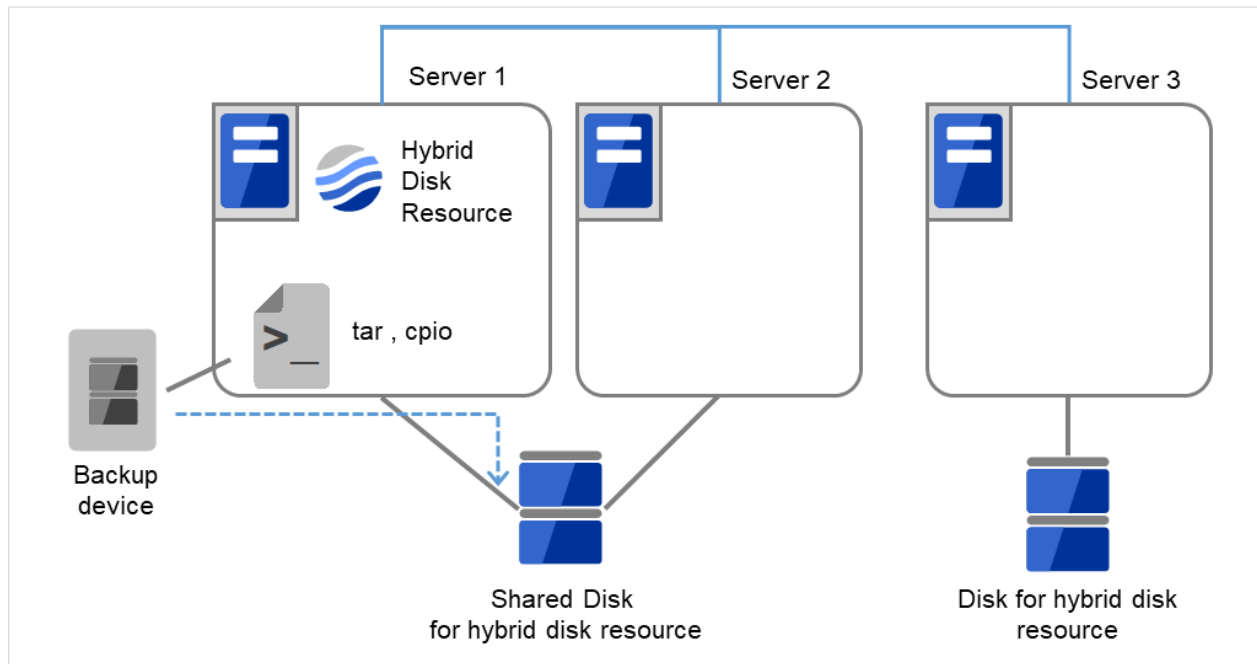 Server 1
Server 2
Server 3
Hybrid
Disk
Resource
>_
tar , cpio
Backup
device
Shared Disk
for hybrid disk resource
Disk for hybrid disk
resource